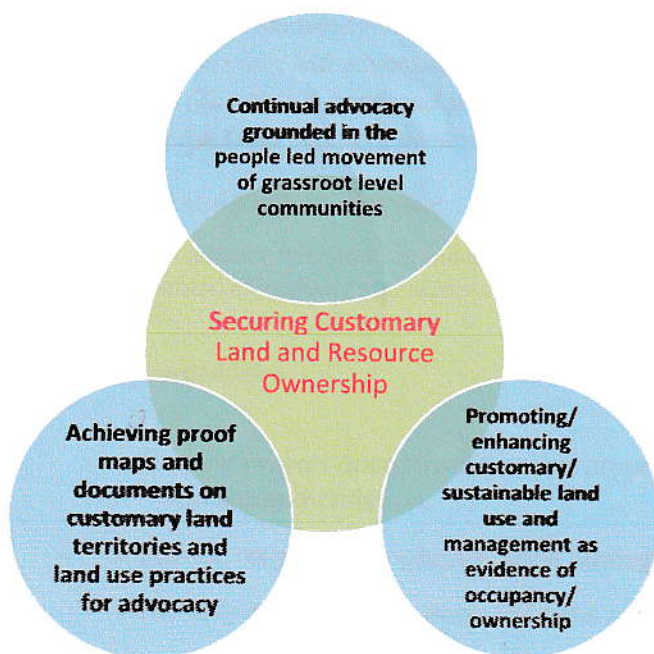 Continual advocacy
grounded in the
people led movement
of grassroot level
communities
Securing Customary
Land and Resource
Ownership
Achieving proof
maps and
documents on
customary land
territories and
land use practices
for advocacy
Promoting/
enhancing
customary/
sustainable land
use and
management as
evidence of
occupancy/
ownership